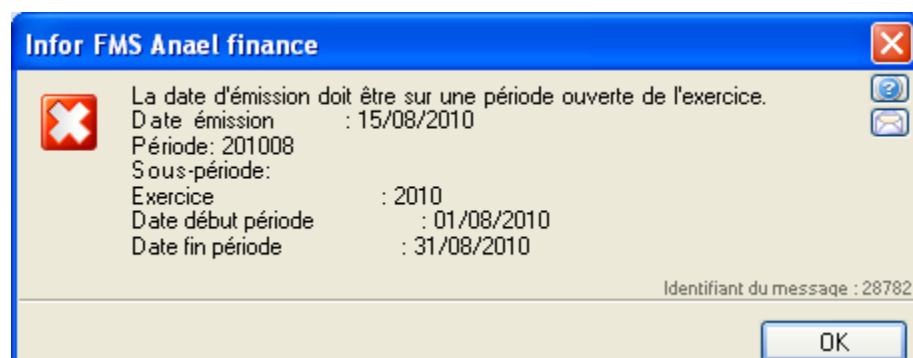 Infor FMS Anael finance
La date d'émission doit être sur une période ouverte de l'exercice.
Date émission : 15/08/2010
Période: 201008
Sous-période:
Exercice : 2010
Date début période : 01/08/2010
Date fin période : 31/08/2010
Identifiant du message : 28782
OK